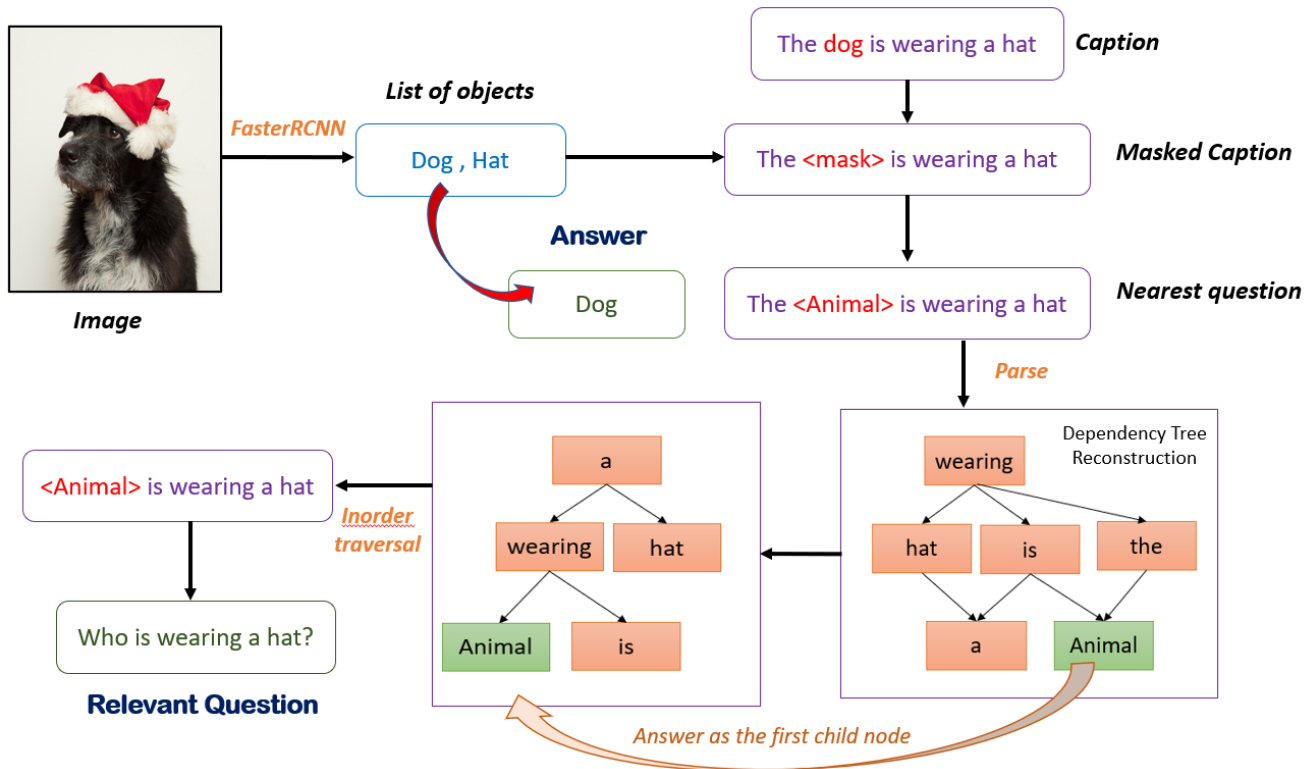 The dog is wearing a hat
Caption
List of objects
FasterRCNN
Dog , Hat
The <mask> is wearing a hat
Masked Caption
Answer
Dog
The <Animal> is wearing a hat
Nearest question
Image
Parse
Dependency Tree
Reconstruction
wearing
hat
is
the
a
Animal
a
wearing
hat
Animal
is
Answer as the first child node
Inorder
traversal
<Animal> is wearing a hat
Who is wearing a hat?
Relevant Question